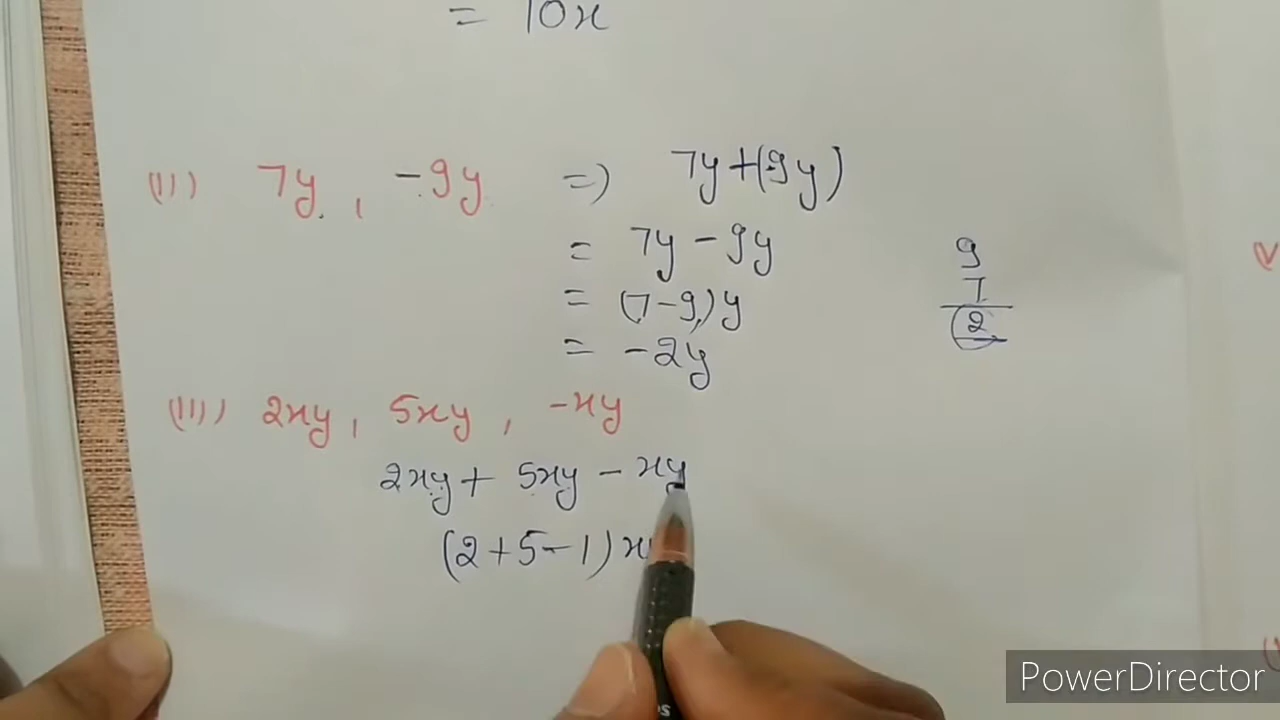 = 10x
(II) 7y, -9y => 7y+(-9y)
= 7y - 9y
= (7-9)y
= -2y
9
7
2
(III) 2xy, 5xy, -xy
2xy + 5xy - xy
(2+5-1)x
PowerDirector